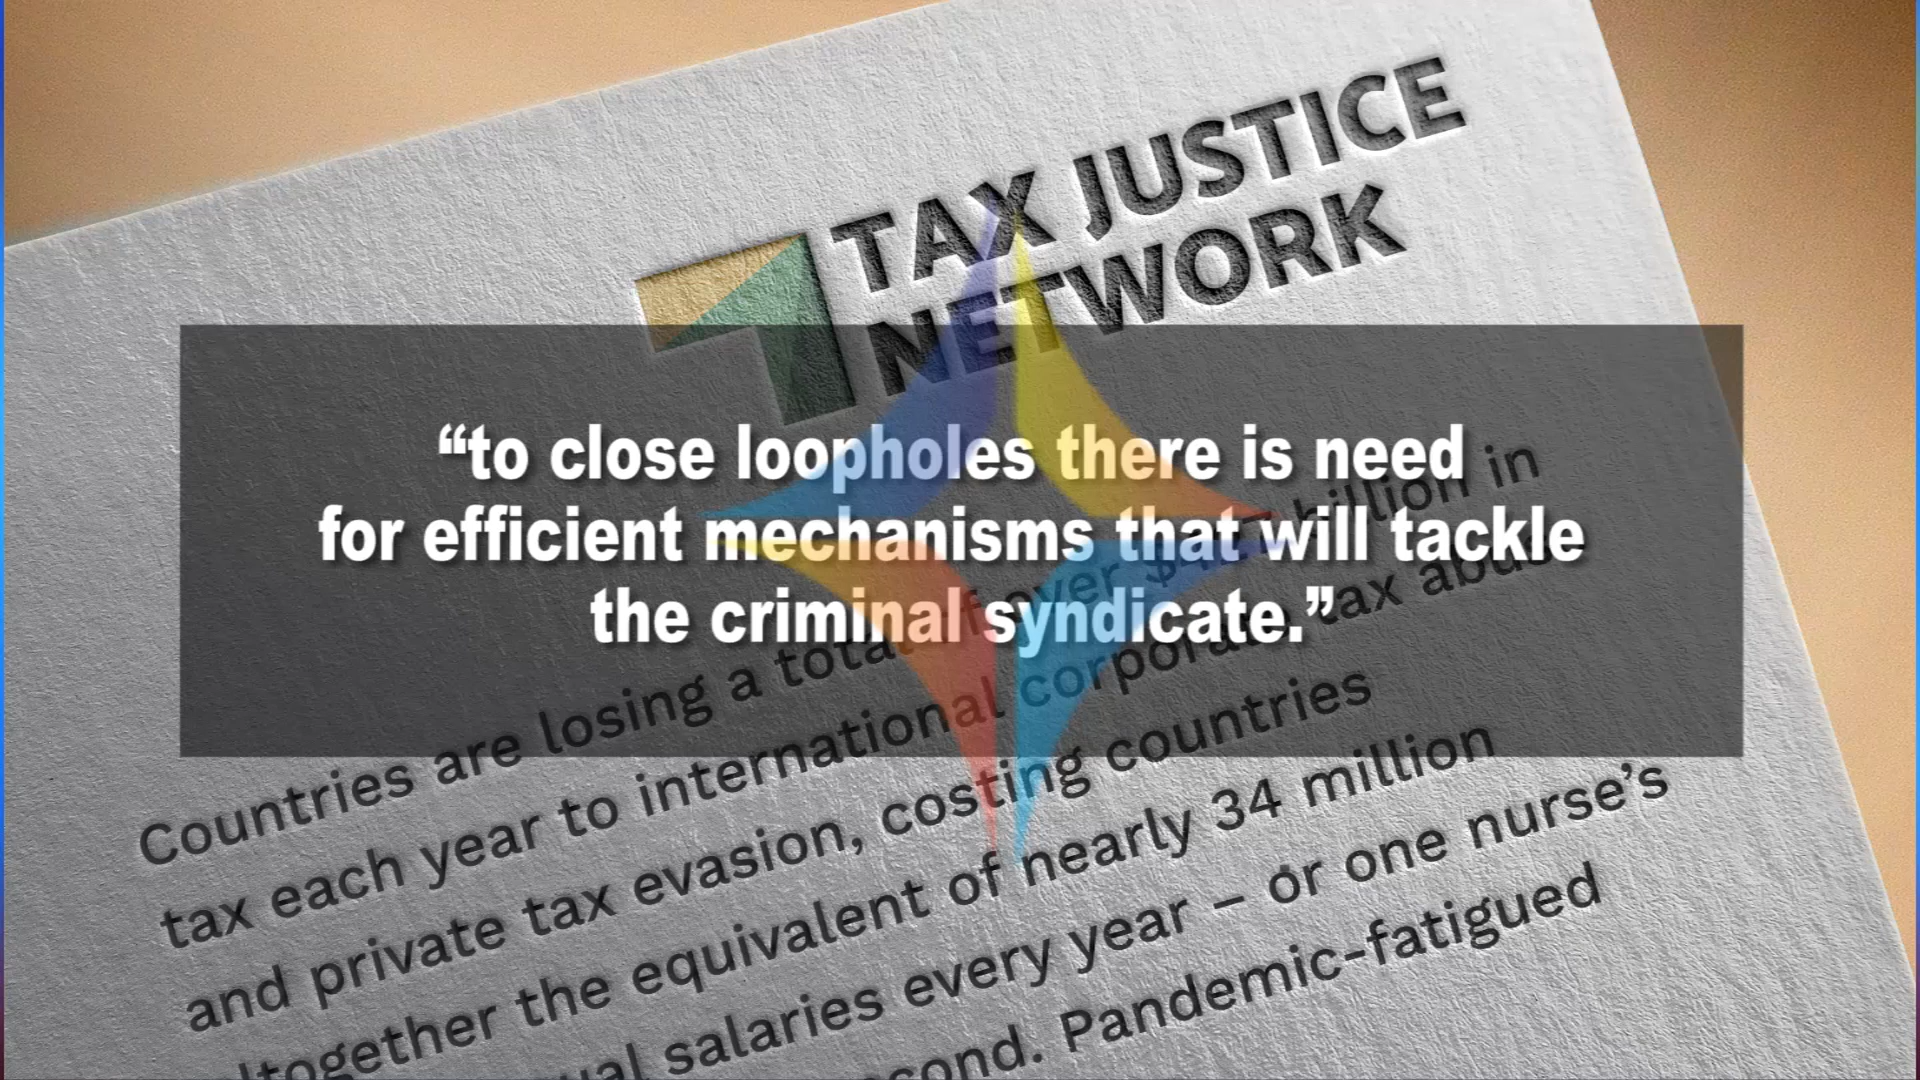 TAX JUSTICE
NETWORK
“to close loopholes there is need
for efficient mechanisms that will tackle
the criminal syndicate.”
Countries are losing a total of over billion in
tax each year to international corporate tax abuse
and private tax evasion, costing countries
altogether the equivalent of nearly 34 million
salaries every year – or one nurse’s
Pandemic-fatigued